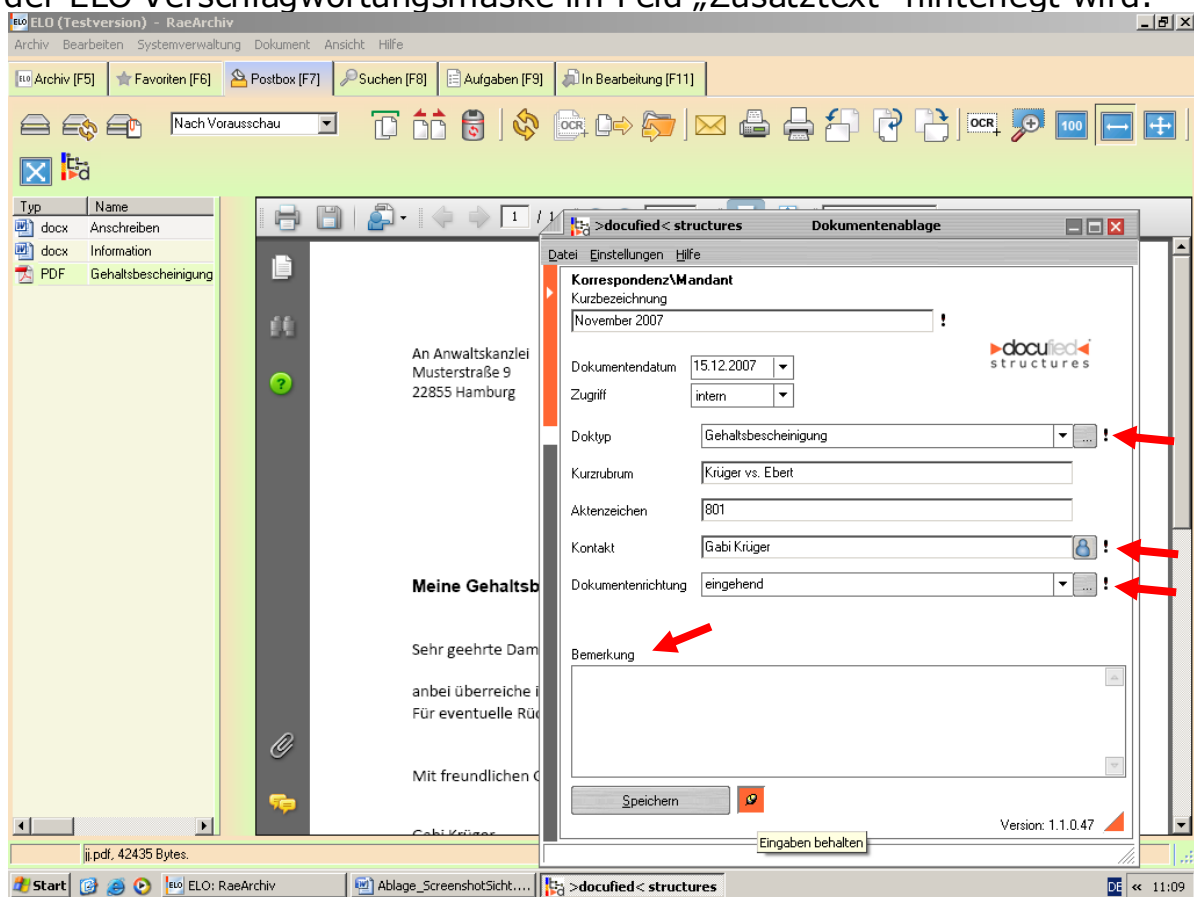 der ELO Verschlagwortungsmaske im Feld „Zusatztext“ hinterlegt wird.
ELO (Testversion) - RaeArchiv
Archiv Bearbeiten Systemverwaltung Dokument Ansicht Hilfe
ELO Archiv [F5] Favoriten [F6] Postbox [F7] Suchen [F8] Aufgaben [F9] In Bearbeitung [F11]
Nach Vorausschau OCR OCR 100
Typ Name
docx Anschreiben
docx Information
PDF Gehaltsbescheinigung
1 / 1
An Anwaltskanzlei
Musterstraße 9
22855 Hamburg
Meine Gehaltsb
Sehr geehrte Dam
anbei überreiche i
Für eventuelle Rüc
Mit freundlichen G
Gabi Krüger
>docufied< structures Dokumentenablage
Datei Einstellungen Hilfe
Korrespondenz\Mandant
Kurzbezeichnung
November 2007 !
docufied
structures
Dokumentendatum 15.12.2007
Zugriff intern
Doktyp Gehaltsbescheinigung ... !
Kurzrubrum Krüger vs. Ebert
Aktenzeichen 801
Kontakt Gabi Krüger !
Dokumentenrichtung eingehend ... !
Bemerkung
Speichern
Version: 1.1.0.47
Eingaben behalten
jj.pdf, 42435 Bytes.
Start ELO: RaeArchiv Ablage_ScreenshotSicht.... >docufied< structures DE « 11:09